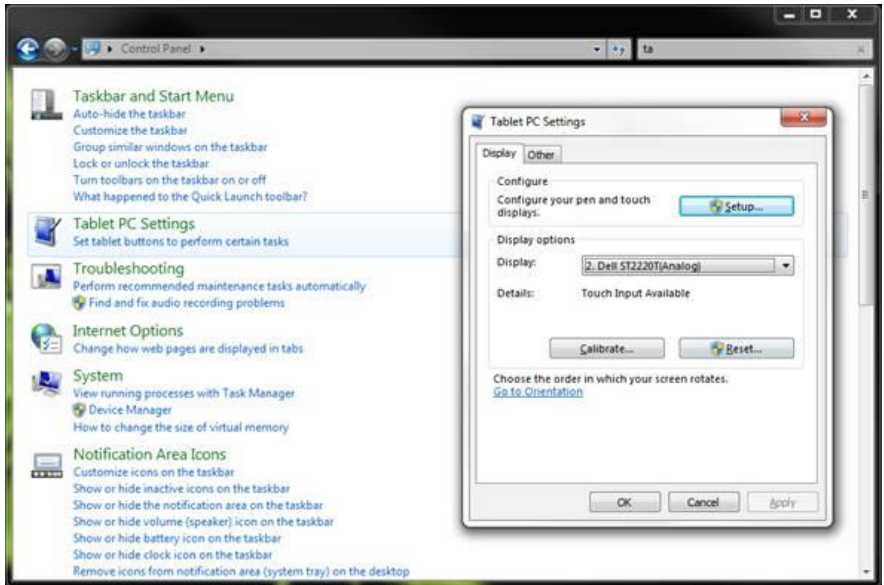 Control Panel
ta
Taskbar and Start Menu
Auto-hide the taskbar
Customize the taskbar
Group similar windows on the taskbar
Lock or unlock the taskbar
Turn toolbars on the taskbar on or off
What happened to the Quick Launch toolbar?
Tablet PC Settings
Set tablet buttons to perform certain tasks
Troubleshooting
Perform recommended maintenance tasks automatically
Find and fix audio recording problems
Internet Options
Change how web pages are displayed in tabs
System
View running processes with Task Manager
Device Manager
How to change the size of virtual memory
Notification Area Icons
Customize icons on the taskbar
Show or hide inactive icons on the taskbar
Show or hide the notification area on the taskbar
Show or hide volume (speaker) icon on the taskbar
Show or hide battery icon on the taskbar
Show or hide clock icon on the taskbar
Remove icons from notification area (system tray) on the desktop
Tablet PC Settings
Display Other
Configure
Configure your pen and touch
displays.
Setup...
Display options
Display: 2. Dell ST2220T(Analog)
Details: Touch Input Available
Calibrate... Reset...
Choose the order in which your screen rotates.
Go to Orientation
OK Cancel Apply